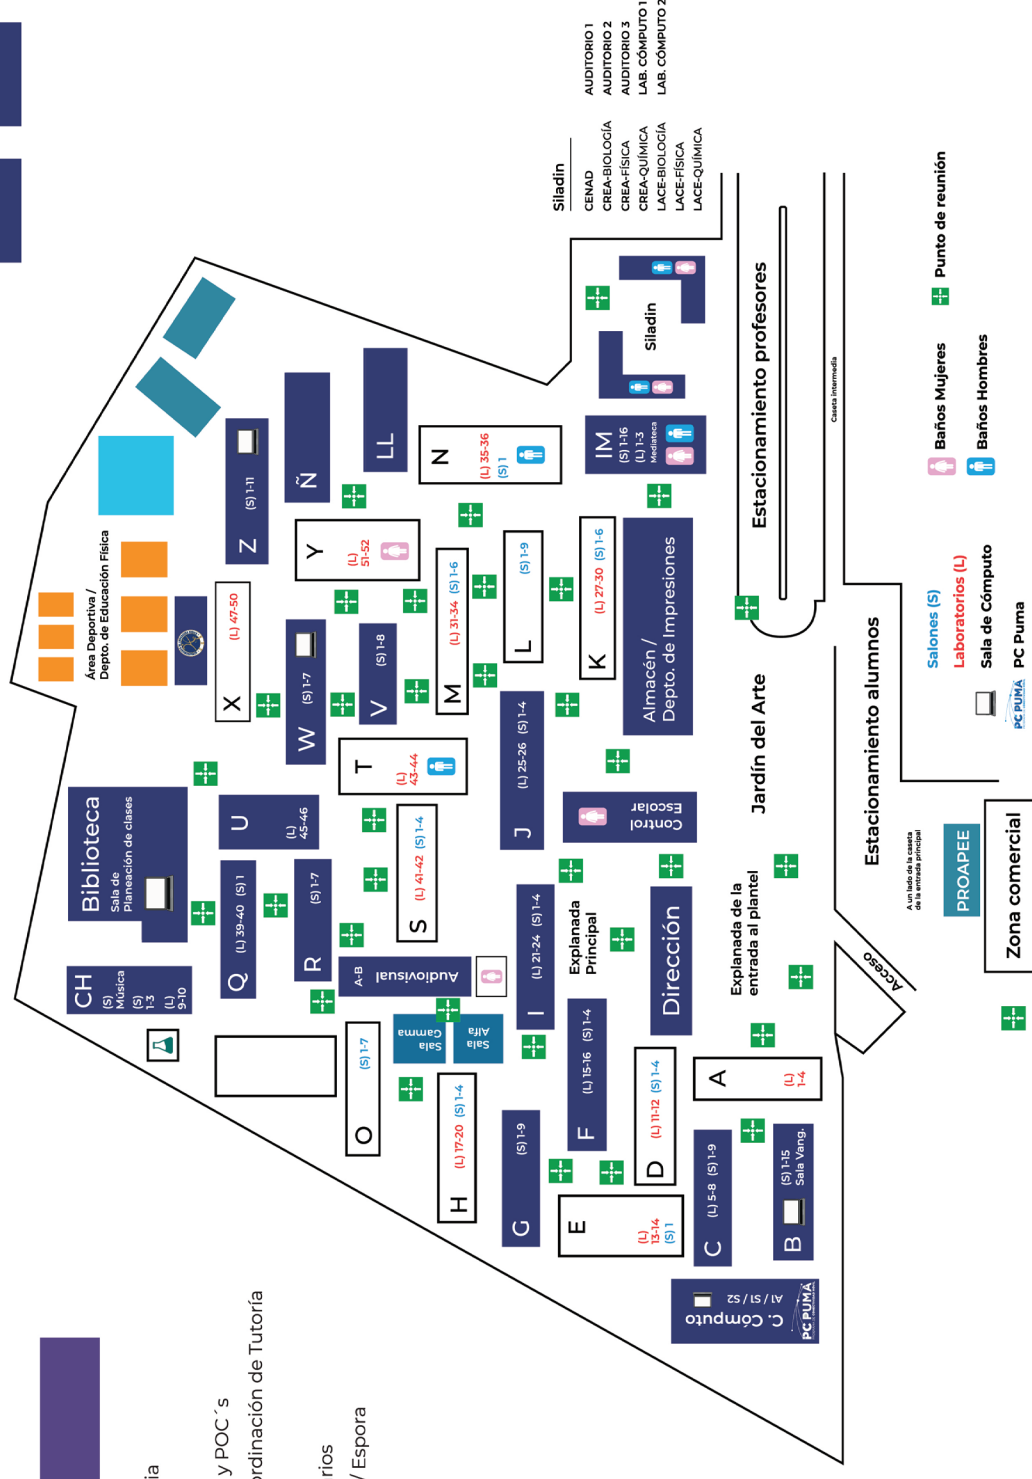 Siladin
CENAD
CREA-BIOLOGÍA
CREA-FÍSICA
CREA-QUÍMICA
LACE-BIOLOGÍA
LACE-FÍSICA
LACE-QUÍMICA
AUDITORIO 1
AUDITORIO 2
AUDITORIO 3
LAB. CÓMPUTO 1
LAB. CÓMPUTO 2
Área Deportiva /
Depto. de Educación Física
Z
(S) 1-11
Ñ
LL
N
(L) 35-36
(S) 1
IM
(S) 1-16
(L) 1-3
Mediateca
Siladin
Y
(L)
51-52
X
(L) 47-50
W
(S) 1-7
V
(S) 1-8
M
(L) 31-34 (S) 1-6
L
(S) 1-9
K
(L) 27-30 (S) 1-6
Almacén /
Depto. de Impresiones
Biblioteca
Sala de
Planeación de clases
U
(L)
45-46
T
(L)
43-44
S
(L) 41-42 (S) 1-4
J
(L) 25-26 (S) 1-4
Control
Escolar
CH
(S)
Música
(S)
1-3
(L)
9-10
Q
(L) 39-40 (S) 1
R
(S) 1-7
A-B
Audiovisual
Sala
Gamma
Sala
Alfa
I
(L) 21-24 (S) 1-4
Explanada
Principal
Dirección
O
(S) 1-7
H
(L) 17-20 (S) 1-4
G
(S) 1-9
F
(L) 15-16 (S) 1-4
D
(L) 11-12 (S) 1-4
E
(L)
13-14
(S) 1
A
(L)
1-4
C
(L) 5-8 (S) 1-9
B
(S) 1-15
Sala Vang.
C. Cómputo
A1 / S1 / S2
PC PUMA
Explanada de la
entrada al plantel
Jardín del Arte
Estacionamiento profesores
Caseta intermedia
Estacionamiento alumnos
Acceso
A un lado de la caseta
de la entrada principal
PROAPEE
Zona comercial
Salones (S)
Laboratorios (L)
Sala de Cómputo
PC PUMA
PC Puma
Baños Mujeres
Baños Hombres
Punto de reunión
ia
y POC´s
ordinación de Tutoría
rios
/ Espora